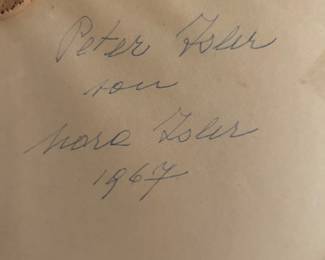 Peter Isler
von
Nora Isler
1967